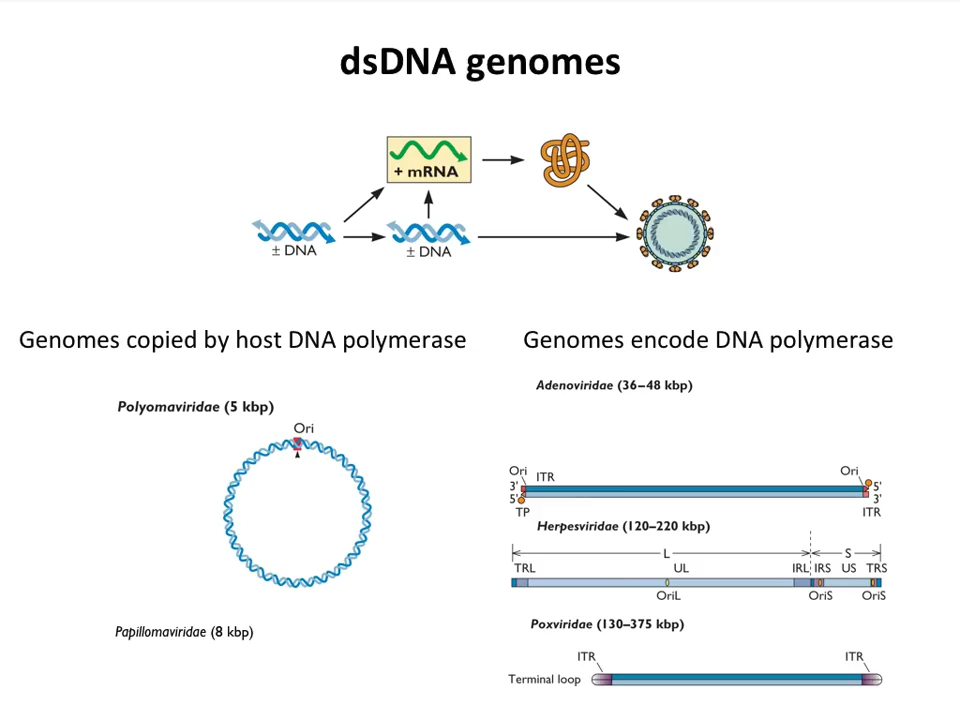 dsDNA genomes
+ mRNA
± DNA
± DNA
Genomes copied by host DNA polymerase
Genomes encode DNA polymerase
Polyomaviridae (5 kbp)
Ori
Papillomaviridae (8 kbp)
Adenoviridae (36–48 kbp)
Ori
ITR
Ori
3'
5'
5'
3'
TP
ITR
Herpesviridae (120–220 kbp)
L
S
TRL
UL
IRL
IRS
US
TRS
OriL
OriS
OriS
Poxviridae (130–375 kbp)
ITR
ITR
Terminal loop